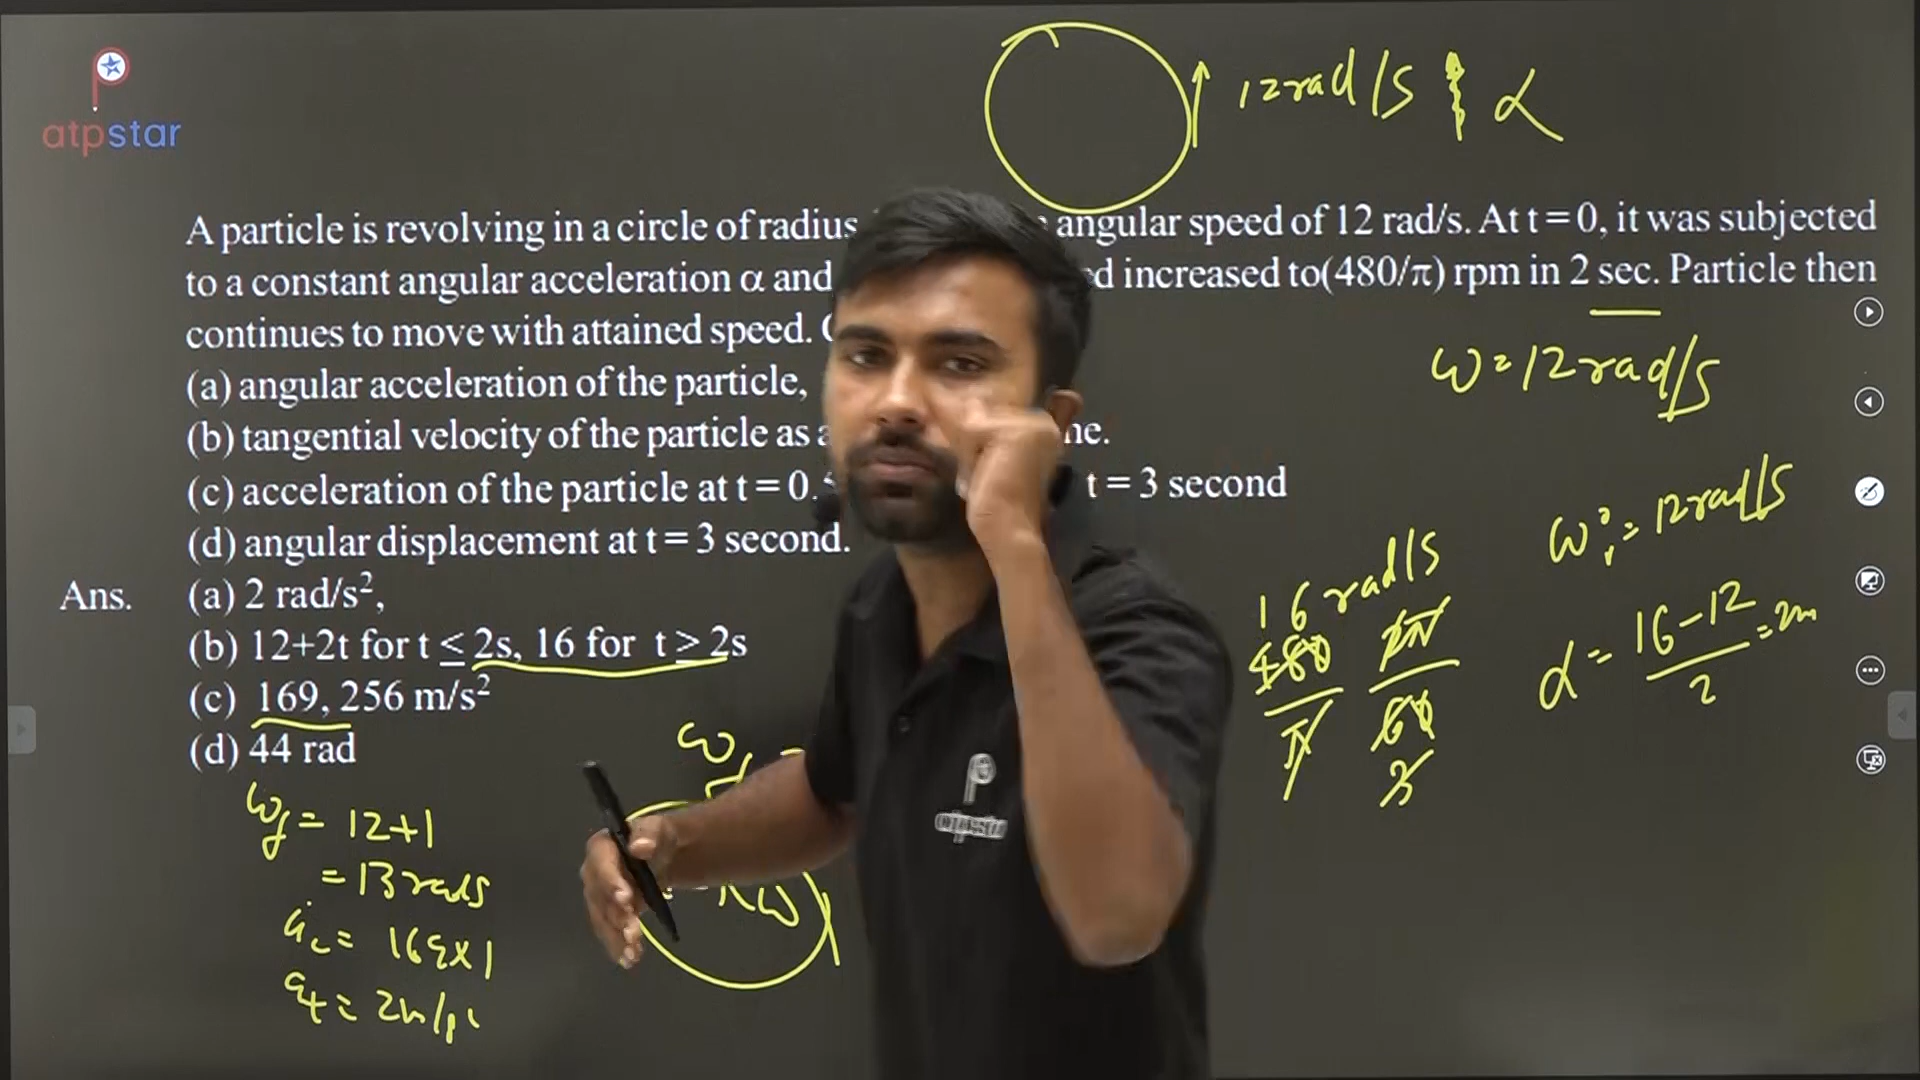 atpstar
12 rad/s α
A particle is revolving in a circle of radius angular speed of 12 rad/s. At t = 0, it was subjected
to a constant angular acceleration α and increased to(480/π) rpm in 2 sec. Particle then
continues to move with attained speed.
ω = 12 rad/s
(a) angular acceleration of the particle,
(b) tangential velocity of the particle as
(c) acceleration of the particle at t = 0. t = 3 second
ωi = 12 rad/s
(d) angular displacement at t = 3 second.
Ans. (a) 2 rad/s²,
(b) 12+2t for t ≤ 2s, 16 for t ≥ 2s
(c) 169, 256 m/s²
(d) 44 rad
16 rad/s
480/π 2π/60
α = 16-12/2 =
ωf = 12+1
= 13 rad/s
ac = 169×1
at =
atpstar